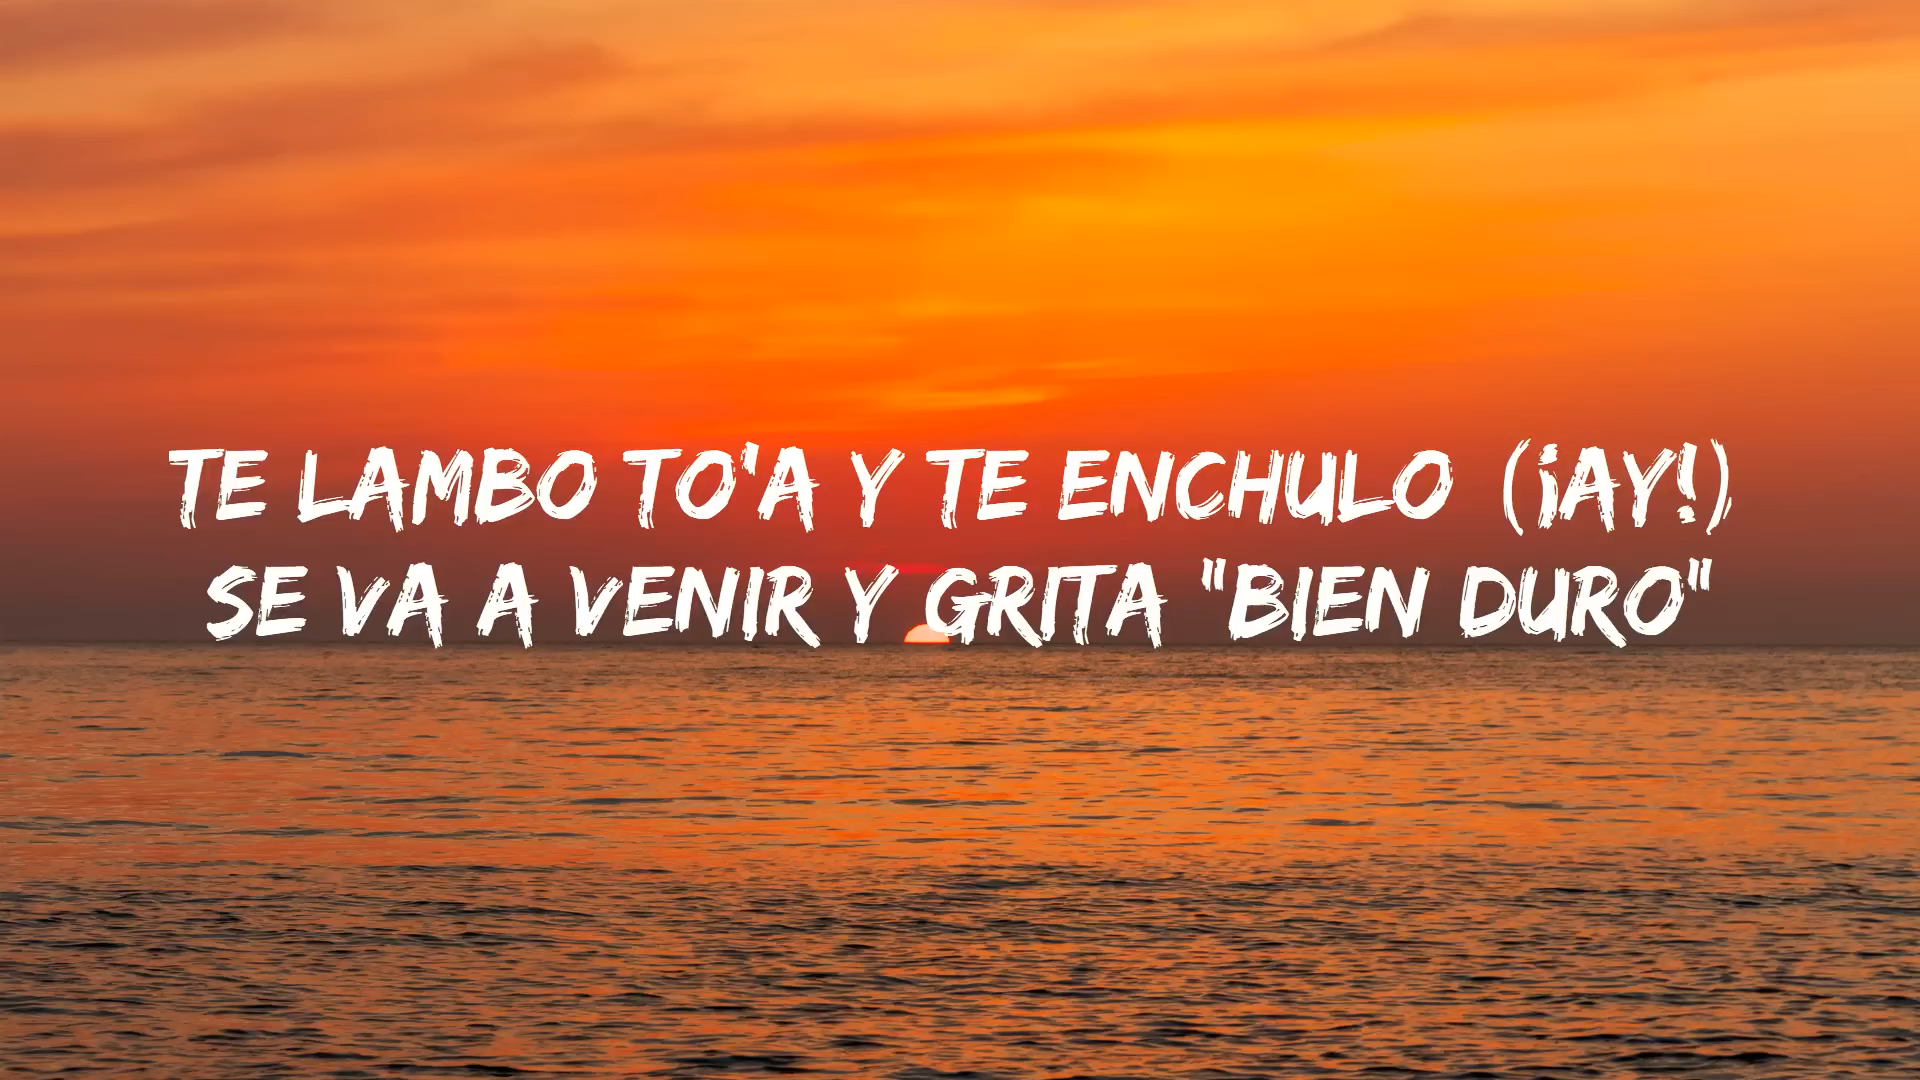 TE LAMBO TO'A Y TE ENCHULO (¡AY!)
SE VA A VENIR Y GRITA "BIEN DURO"